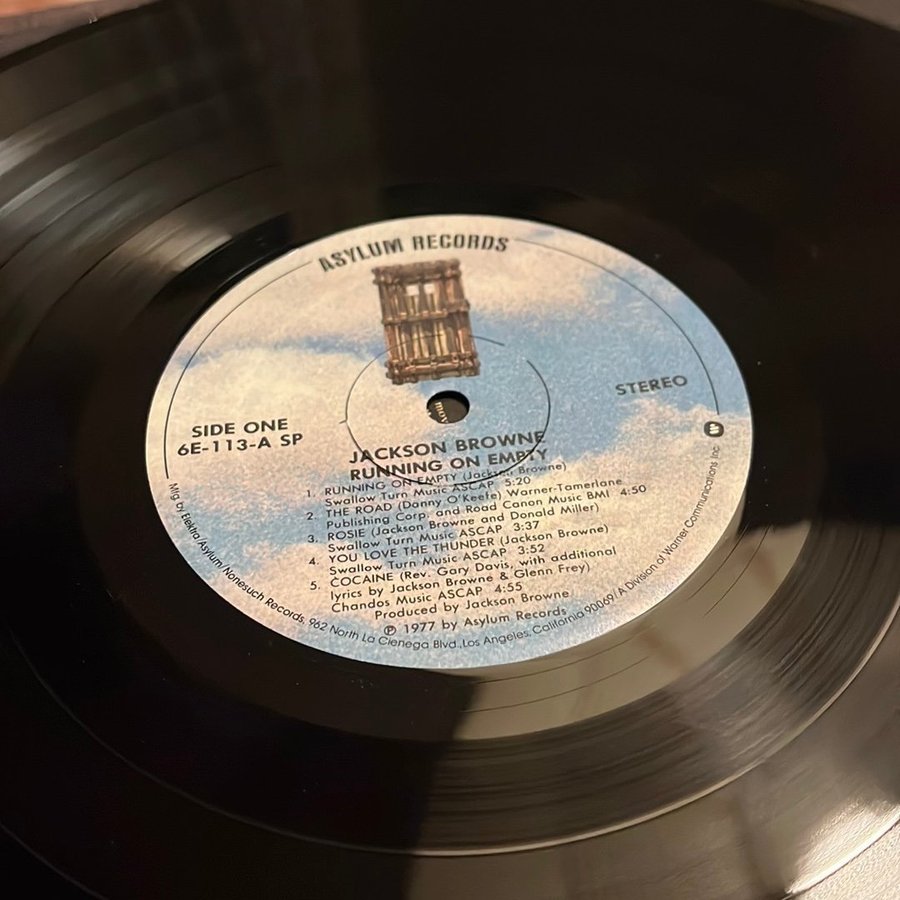 ASYLUM RECORDS
STEREO
SIDE ONE
6E-113-A SP
JACKSON BROWNE
RUNNING ON EMPTY
1. RUNNING ON EMPTY (Jackson Browne)
Swallow Turn Music ASCAP 5:20
2. THE ROAD (Danny O'Keefe) Warner-Tamerlane
Publishing Corp. and Road Canon Music BMI 4:50
3. ROSIE (Jackson Browne and Donald Miller)
Swallow Turn Music ASCAP 3:37
4. YOU LOVE THE THUNDER (Jackson Browne)
Swallow Turn Music ASCAP 3:52
5. COCAINE (Rev. Gary Davis, with additional
lyrics by Jackson Browne & Glenn Frey)
Chandos Music ASCAP 4:55
Produced by Jackson Browne
℗ 1977 by Asylum Records
Mfg. by Elektra/Asylum/Nonesuch Records, 962 North La Cienega Blvd., Los Angeles, California 90069/A Division of Warner Communications Inc.